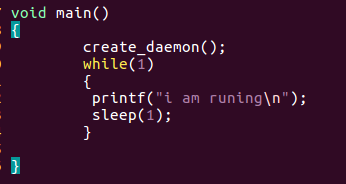 void main()
{
create_daemon();
while(1)
{
printf("i am runing\n");
sleep(1);
}
}